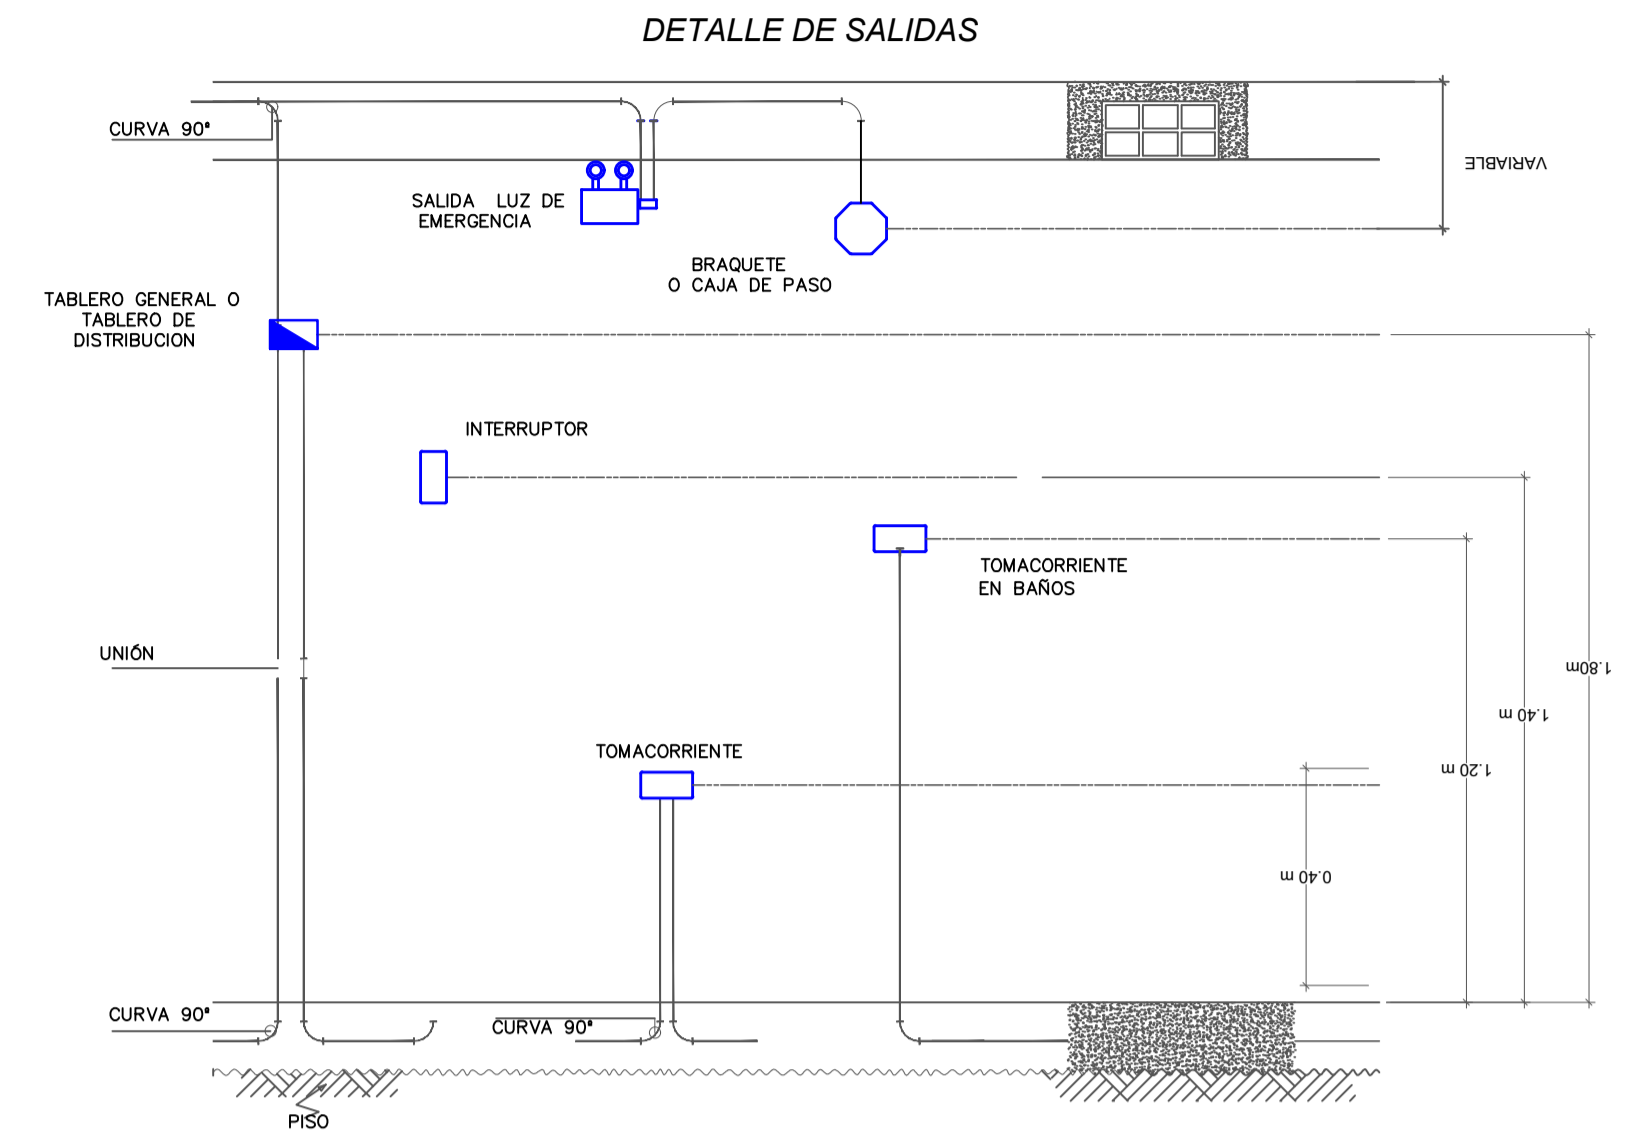 DETALLE DE SALIDAS
CURVA 90°
VARIABLE
SALIDA LUZ DE
EMERGENCIA
BRAQUETE
O CAJA DE PASO
TABLERO GENERAL O
TABLERO DE
DISTRIBUCION
INTERRUPTOR
TOMACORRIENTE
EN BAÑOS
UNIÓN
1.80m
1.40 m
TOMACORRIENTE
1.20 m
0.40 m
CURVA 90°
CURVA 90°
PISO